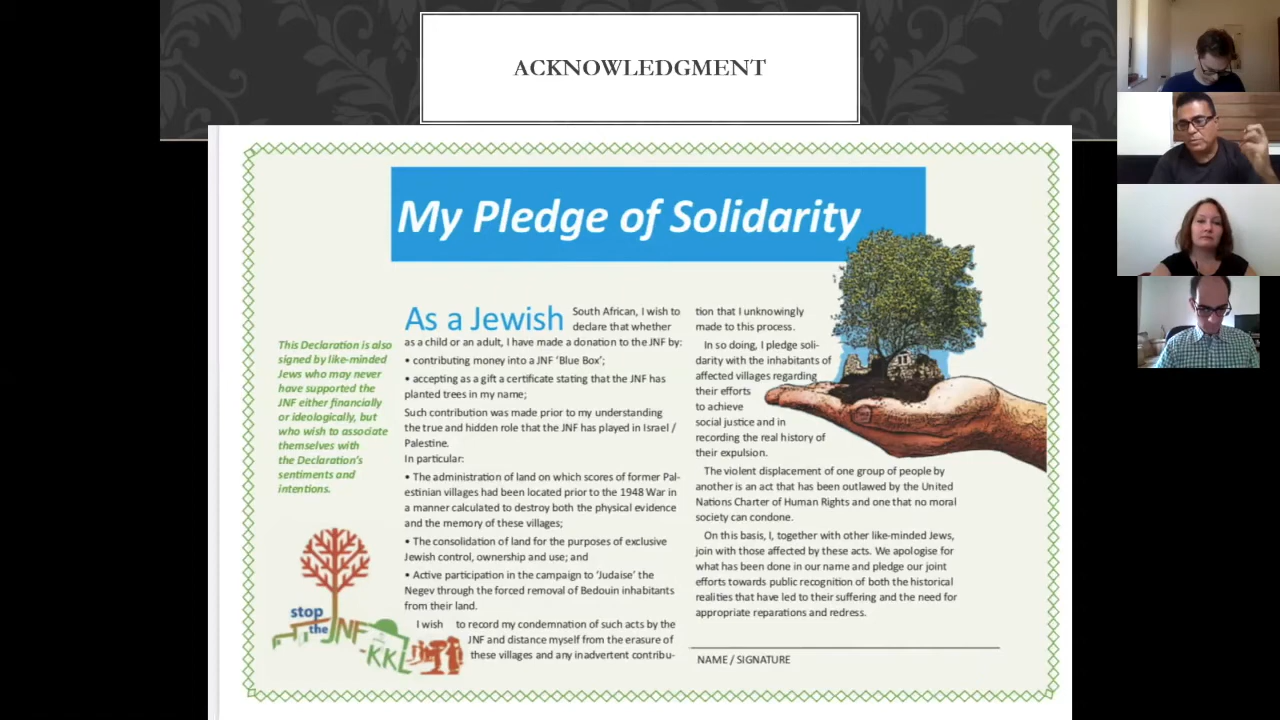 ACKNOWLEDGMENT
My Pledge of Solidarity
This Declaration is also
signed by like-minded
Jews who may never
have supported the
JNF either financially
or ideologically, but
who wish to associate
themselves with
the Declaration's
sentiments and
intentions.
stop
the JNF
KKL
As a Jewish South African, I wish to
declare that whether
as a child or an adult, I have made a donation to the JNF by:
• contributing money into a JNF 'Blue Box';
• accepting as a gift a certificate stating that the JNF has
planted trees in my name;
Such contribution was made prior to my understanding
the true and hidden role that the JNF has played in Israel /
Palestine.
In particular:
• The administration of land on which scores of former Pal-
estinian villages had been located prior to the 1948 War in
a manner calculated to destroy both the physical evidence
and the memory of these villages;
• The consolidation of land for the purposes of exclusive
Jewish control, ownership and use; and
• Active participation in the campaign to 'Judaise' the
Negev through the forced removal of Bedouin inhabitants
from their land.
I wish to record my condemnation of such acts by the
JNF and distance myself from the erasure of
these villages and any inadvertent contribu-
tion that I unknowingly
made to this process.
In so doing, I pledge soli-
darity with the inhabitants of
affected villages regarding
their efforts
to achieve
social justice and in
recording the real history of
their expulsion.
The violent displacement of one group of people by
another is an act that has been outlawed by the United
Nations Charter of Human Rights and one that no moral
society can condone.
On this basis, I, together with other like-minded Jews,
join with those affected by these acts. We apologise for
what has been done in our name and pledge our joint
efforts towards public recognition of both the historical
realities that have led to their suffering and the need for
appropriate reparations and redress.
NAME / SIGNATURE